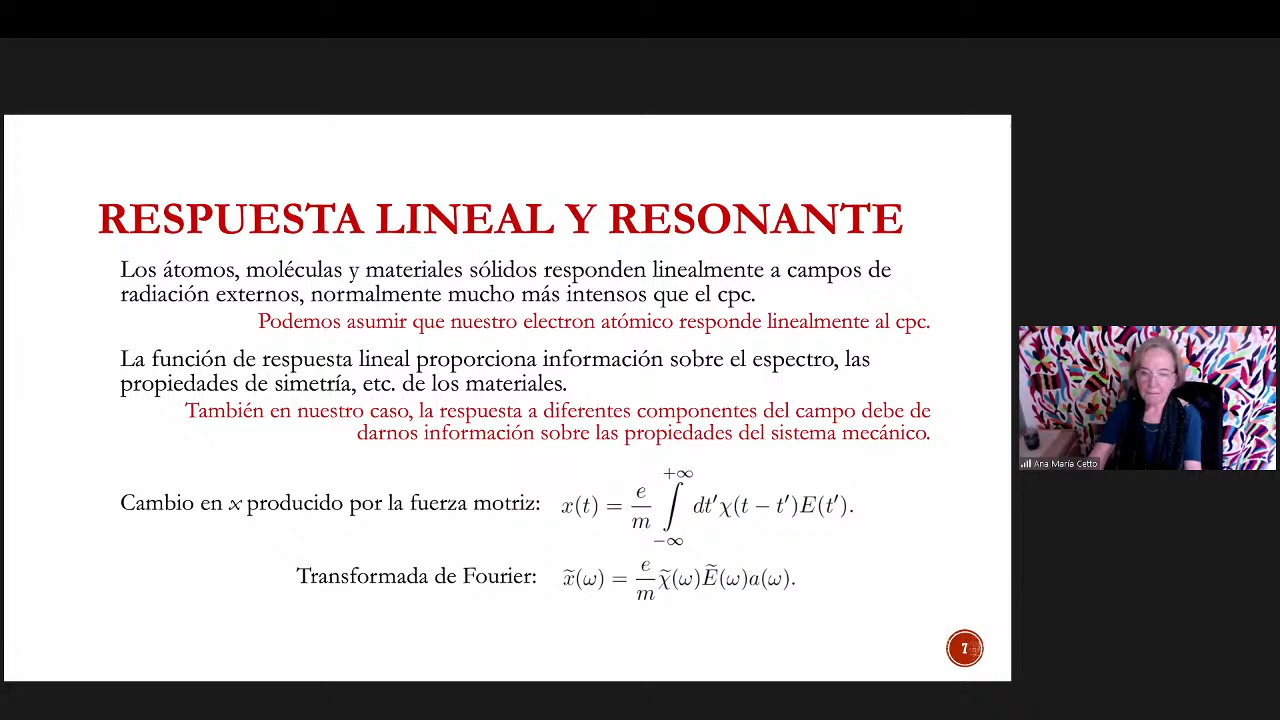 RESPUESTA LINEAL Y RESONANTE
Los átomos, moléculas y materiales sólidos responden linealmente a campos de
radiación externos, normalmente mucho más intensos que el cpc.
Podemos asumir que nuestro electron atómico responde linealmente al cpc.
La función de respuesta lineal proporciona información sobre el espectro, las
propiedades de simetría, etc. de los materiales.
También en nuestro caso, la respuesta a diferentes componentes del campo debe de
darnos información sobre las propiedades del sistema mecánico.
Cambio en x producido por la fuerza motriz: x(t) = e/m ∫_{−∞}^{+∞} dt′χ(t − t′)E(t′).
Transformada de Fourier: x̃(ω) = e/m χ̃(ω)Ẽ(ω)a(ω).
7
Ana María Cetto